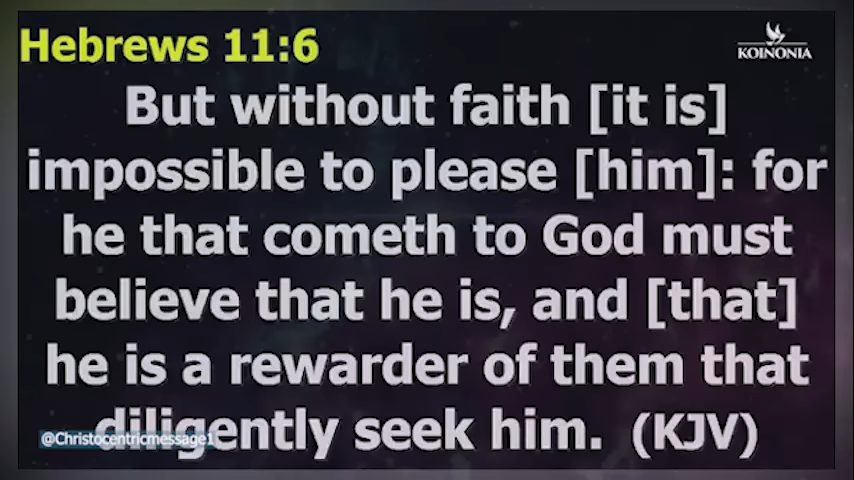 Hebrews 11:6
KOINONIA
But without faith [it is]
impossible to please [him]: for
he that cometh to God must
believe that he is, and [that]
he is a rewarder of them that
diligently seek him. (KJV)
@Christocentricmessage1